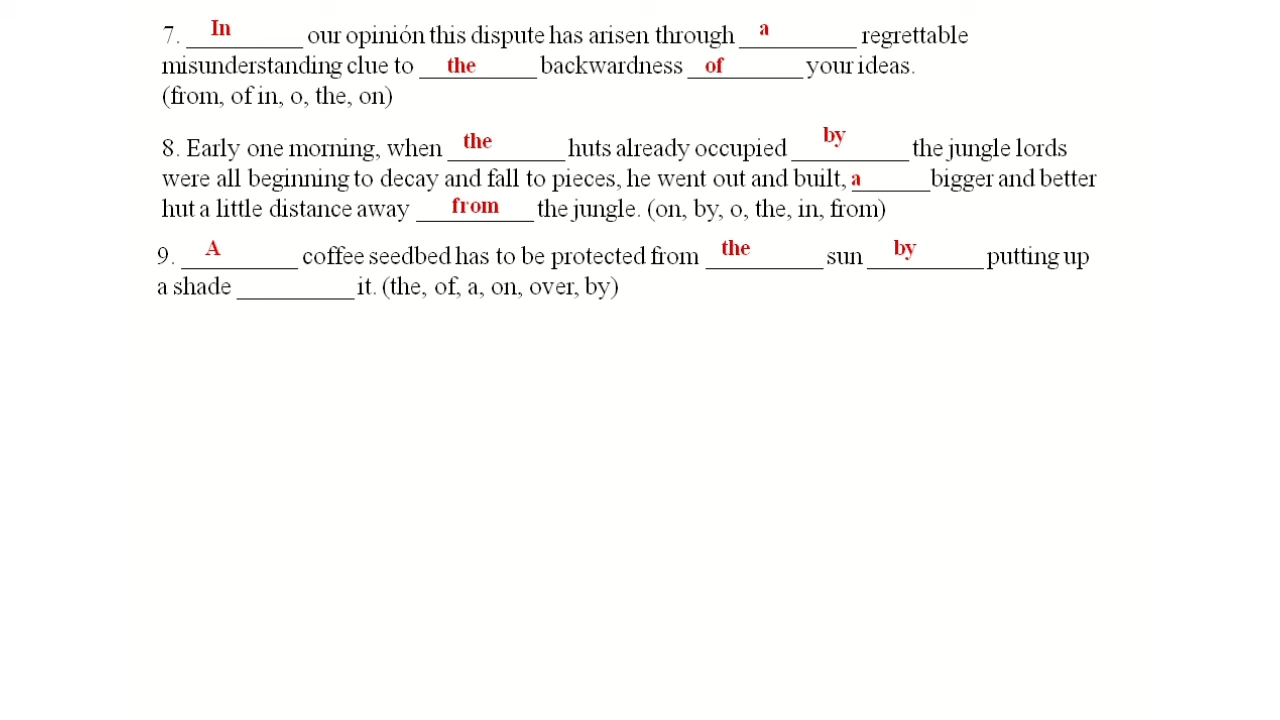 7. In our opinión this dispute has arisen through a regrettable
misunderstanding clue to the backwardness of your ideas.
(from, of in, o, the, on)
8. Early one morning, when the huts already occupied by the jungle lords
were all beginning to decay and fall to pieces, he went out and built, a bigger and better
hut a little distance away from the jungle. (on, by, o, the, in, from)
9. A coffee seedbed has to be protected from the sun by putting up
a shade __________ it. (the, of, a, on, over, by)